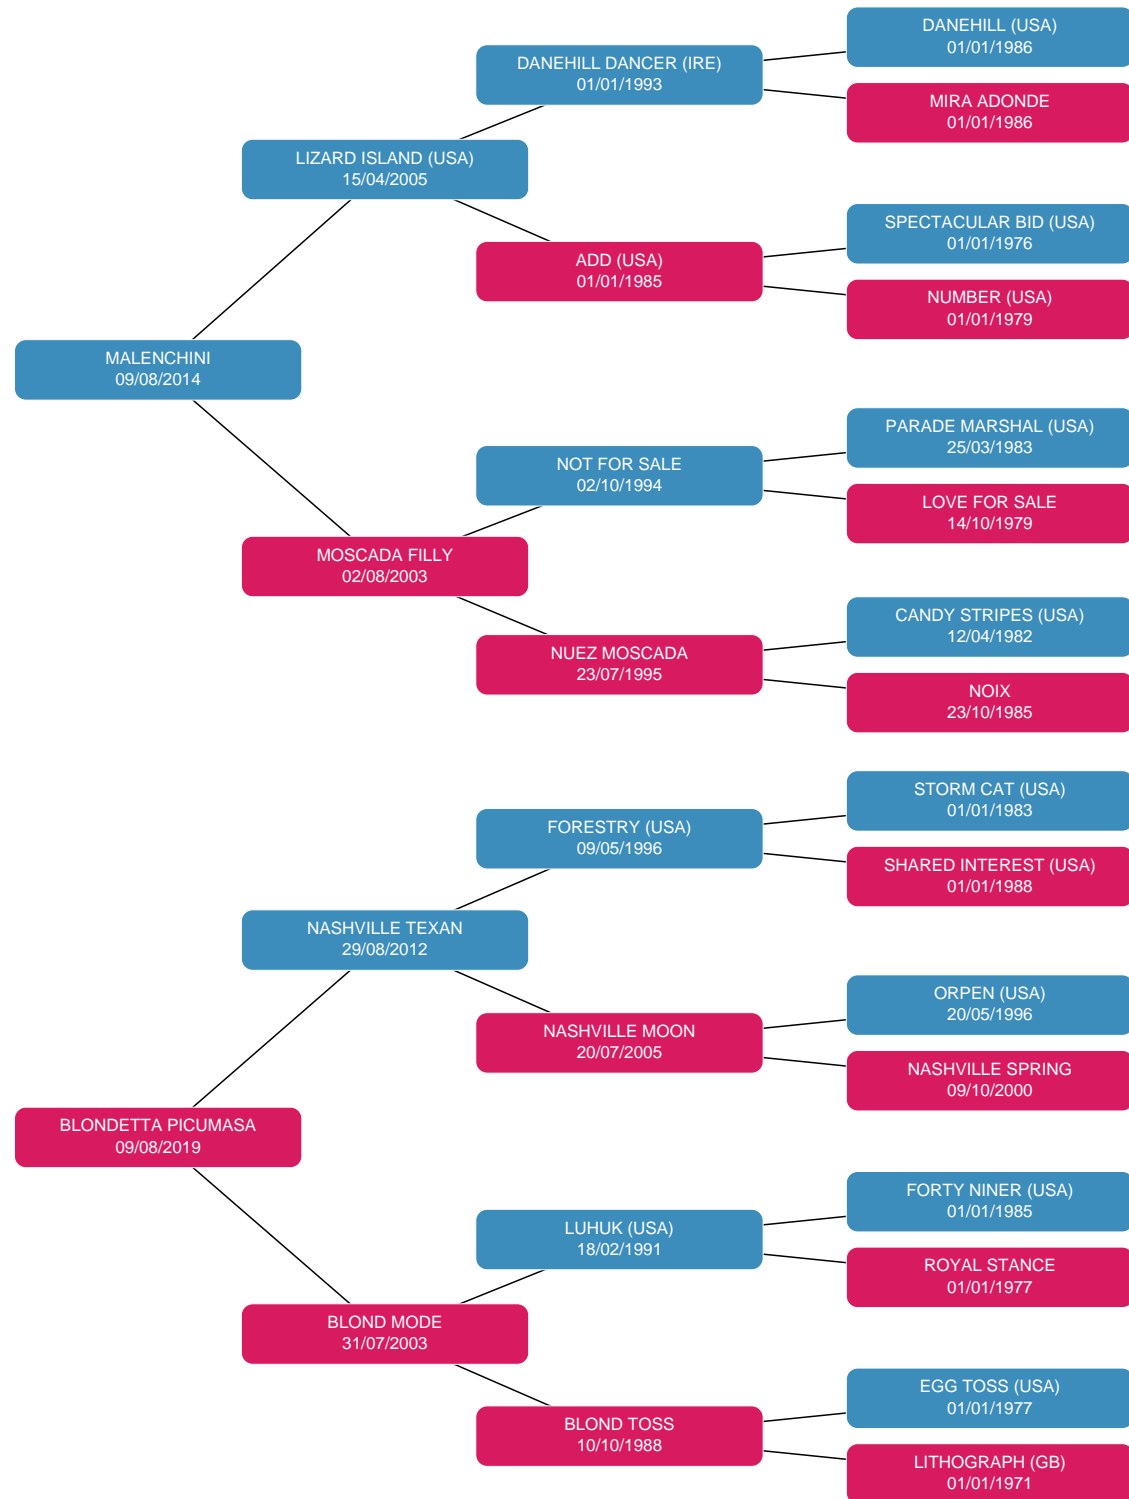 DANEHILL (USA)
01/01/1986
DANEHILL DANCER (IRE)
01/01/1993
MIRA ADONDE
01/01/1986
LIZARD ISLAND (USA)
15/04/2005
SPECTACULAR BID (USA)
01/01/1976
ADD (USA)
01/01/1985
NUMBER (USA)
01/01/1979
MALENCHINI
09/08/2014
PARADE MARSHAL (USA)
25/03/1983
NOT FOR SALE
02/10/1994
LOVE FOR SALE
14/10/1979
MOSCADA FILLY
02/08/2003
CANDY STRIPES (USA)
12/04/1982
NUEZ MOSCADA
23/07/1995
NOIX
23/10/1985
STORM CAT (USA)
01/01/1983
FORESTRY (USA)
09/05/1996
SHARED INTEREST (USA)
01/01/1988
NASHVILLE TEXAN
29/08/2012
ORPEN (USA)
20/05/1996
NASHVILLE MOON
20/07/2005
NASHVILLE SPRING
09/10/2000
BLONDETTA PICUMASA
09/08/2019
FORTY NINER (USA)
01/01/1985
LUHUK (USA)
18/02/1991
ROYAL STANCE
01/01/1977
BLOND MODE
31/07/2003
EGG TOSS (USA)
01/01/1977
BLOND TOSS
10/10/1988
LITHOGRAPH (GB)
01/01/1971